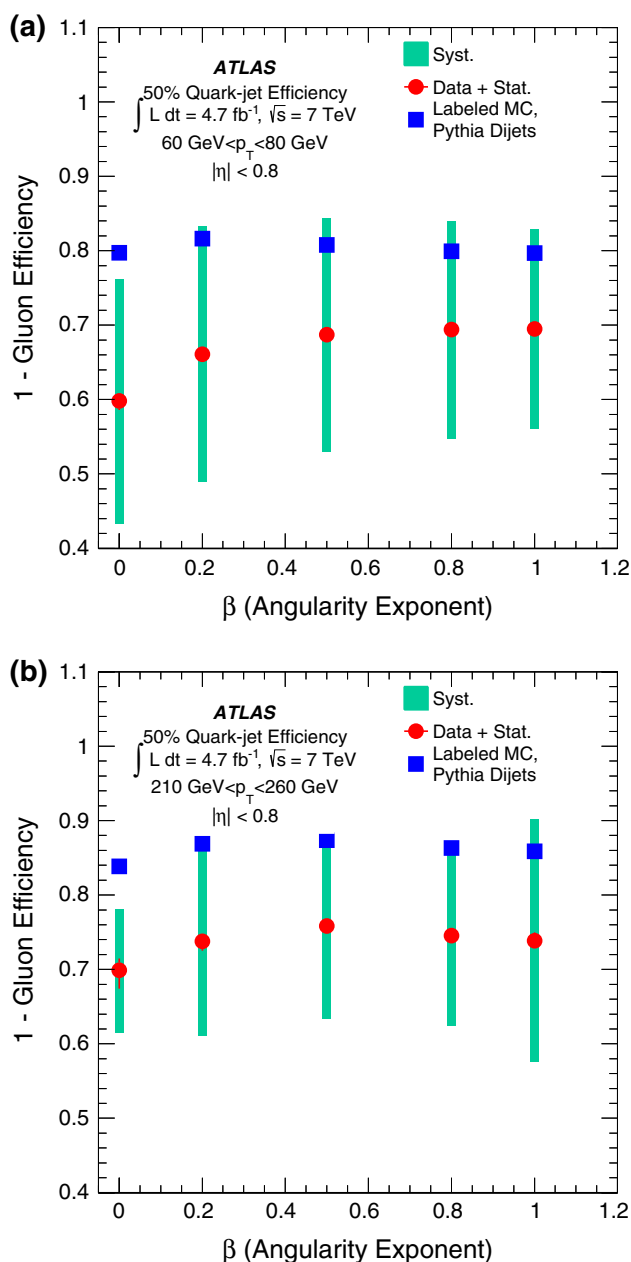 (a)
1.1
1
0.9
0.8
0.7
0.6
0.5
0.4
1 - Gluon Efficiency
ATLAS
50% Quark-jet Efficiency
∫ L dt = 4.7 fb⁻¹, √s = 7 TeV
60 GeV<p_T<80 GeV
|η| < 0.8
Syst.
Data + Stat.
Labeled MC,
Pythia Dijets
0 0.2 0.4 0.6 0.8 1 1.2
β (Angularity Exponent)
(b)
1.1
1
0.9
0.8
0.7
0.6
0.5
0.4
1 - Gluon Efficiency
ATLAS
50% Quark-jet Efficiency
∫ L dt = 4.7 fb⁻¹, √s = 7 TeV
210 GeV<p_T<260 GeV
|η| < 0.8
Syst.
Data + Stat.
Labeled MC,
Pythia Dijets
0 0.2 0.4 0.6 0.8 1 1.2
β (Angularity Exponent)